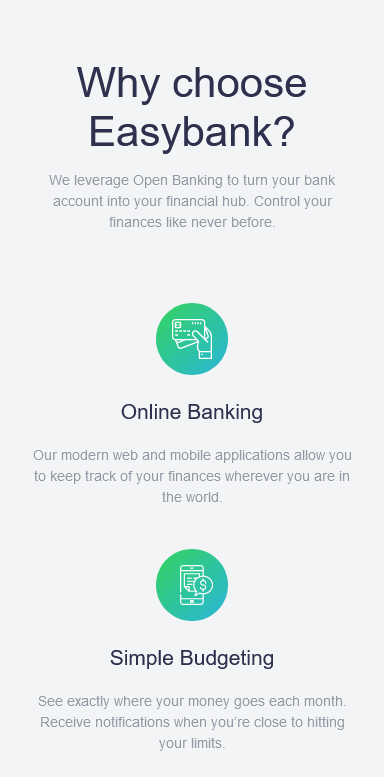 Why choose
Easybank?
We leverage Open Banking to turn your bank
account into your financial hub. Control your
finances like never before.
Online Banking
Our modern web and mobile applications allow you
to keep track of your finances wherever you are in
the world.
Simple Budgeting
See exactly where your money goes each month.
Receive notifications when you’re close to hitting
your limits.